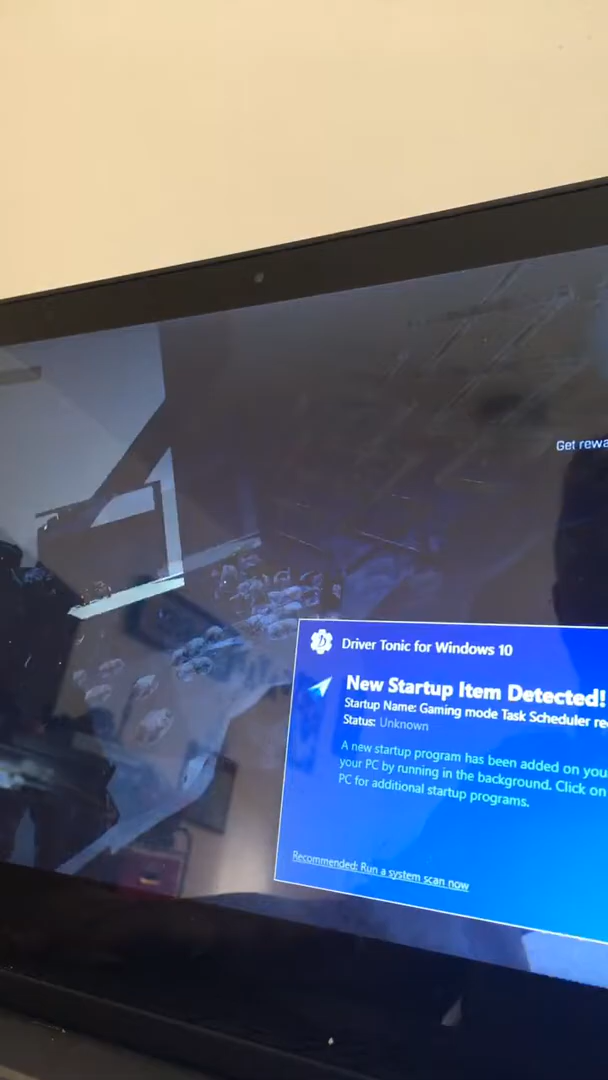 Get rewa
Driver Tonic for Windows 10
New Startup Item Detected!
Startup Name: Gaming mode Task Scheduler re
Status: Unknown
A new startup program has been added on you
your PC by running in the background. Click on
PC for additional startup programs.
Recommended: Run a system scan now